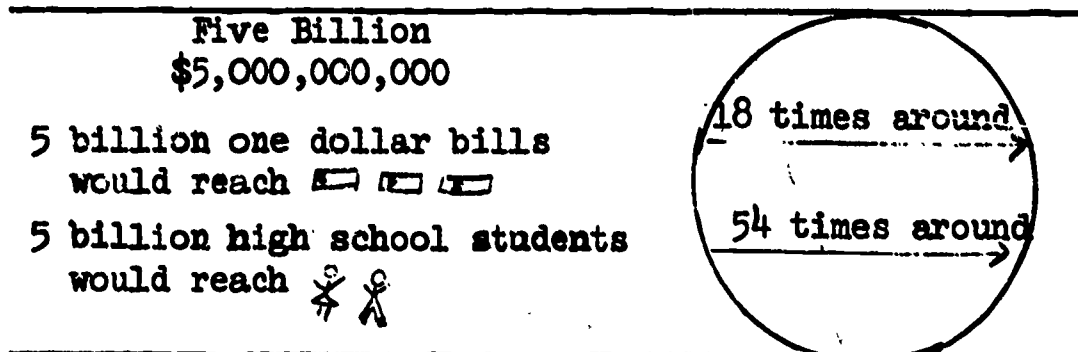 Five Billion
$5,000,000,000
5 billion one dollar bills
would reach
18 times around
5 billion high school students
would reach
54 times around